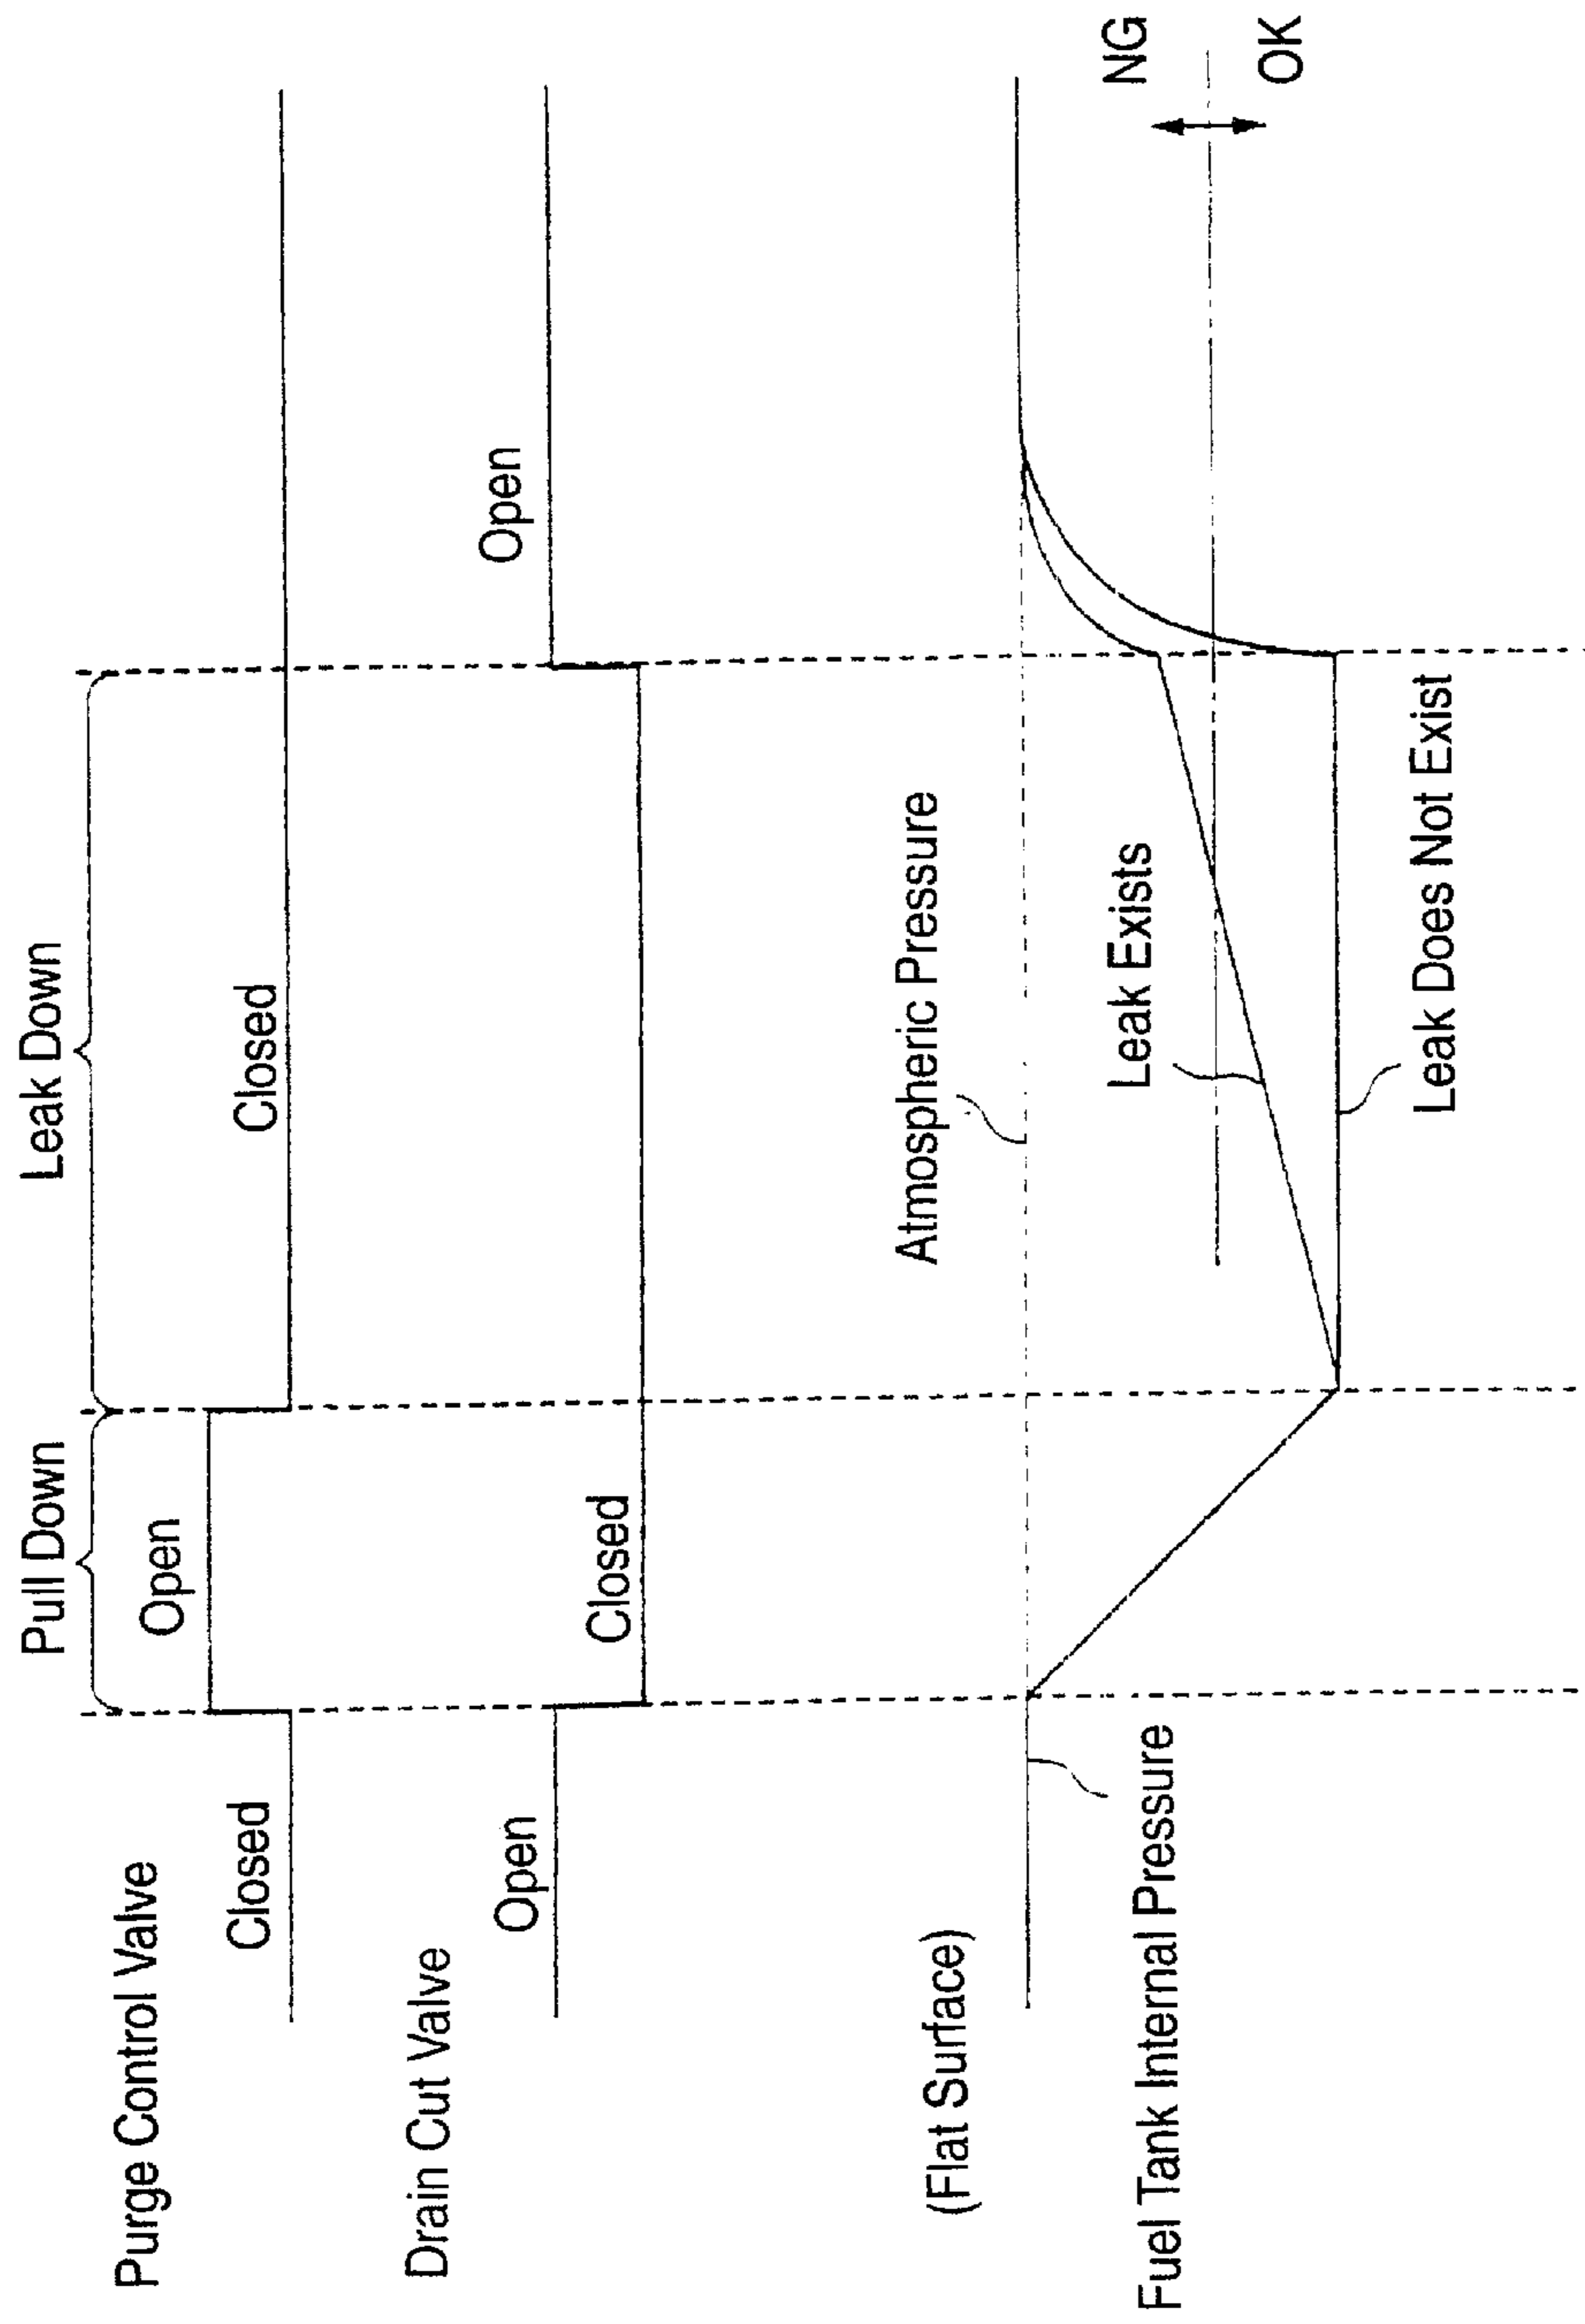 Pull Down
Leak Down
Purge Control Valve
Closed
Open
Closed
Drain Cut Valve
Open
Closed
Open
(Flat Surface)
Atmospheric Pressure
Fuel Tank Internal Pressure
Leak Exists
Leak Does Not Exist
NG
OK